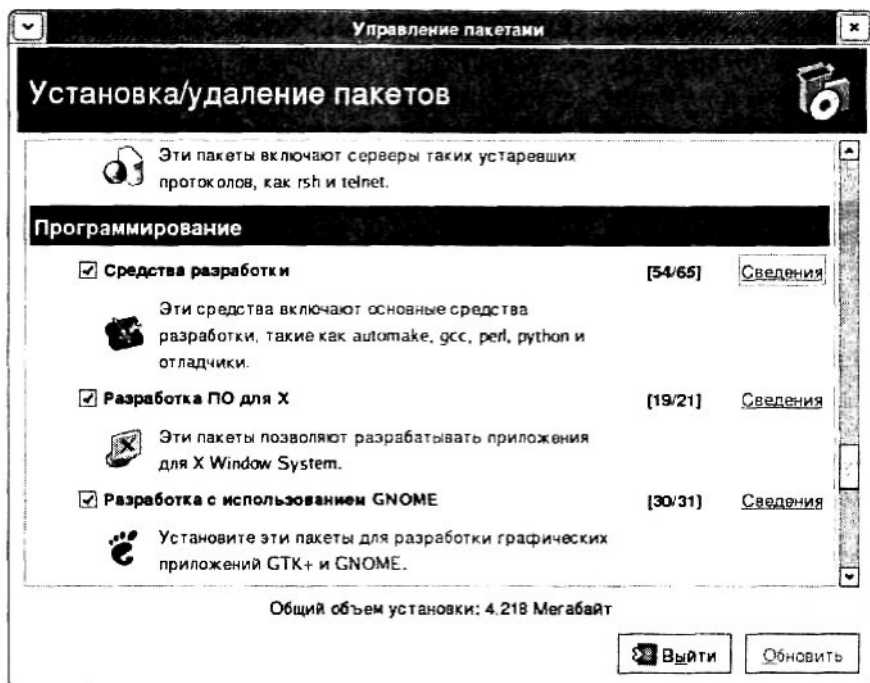 Управление пакетами
Установка/удаление пакетов
Эти пакеты включают серверы таких устаревших
протоколов, как rsh и telnet.
Программирование
Средства разработки [54/65] Сведения
Эти средства включают основные средства
разработки, такие как automake, gcc, perl, python и
отладчики.
Разработка ПО для X [19/21] Сведения
Эти пакеты позволяют разрабатывать приложения
для X Window System.
Разработка с использованием GNOME [30/31] Сведения
Установите эти пакеты для разработки графических
приложений GTK+ и GNOME.
Общий объем установки: 4,218 Мегабайт
Выйти Обновить